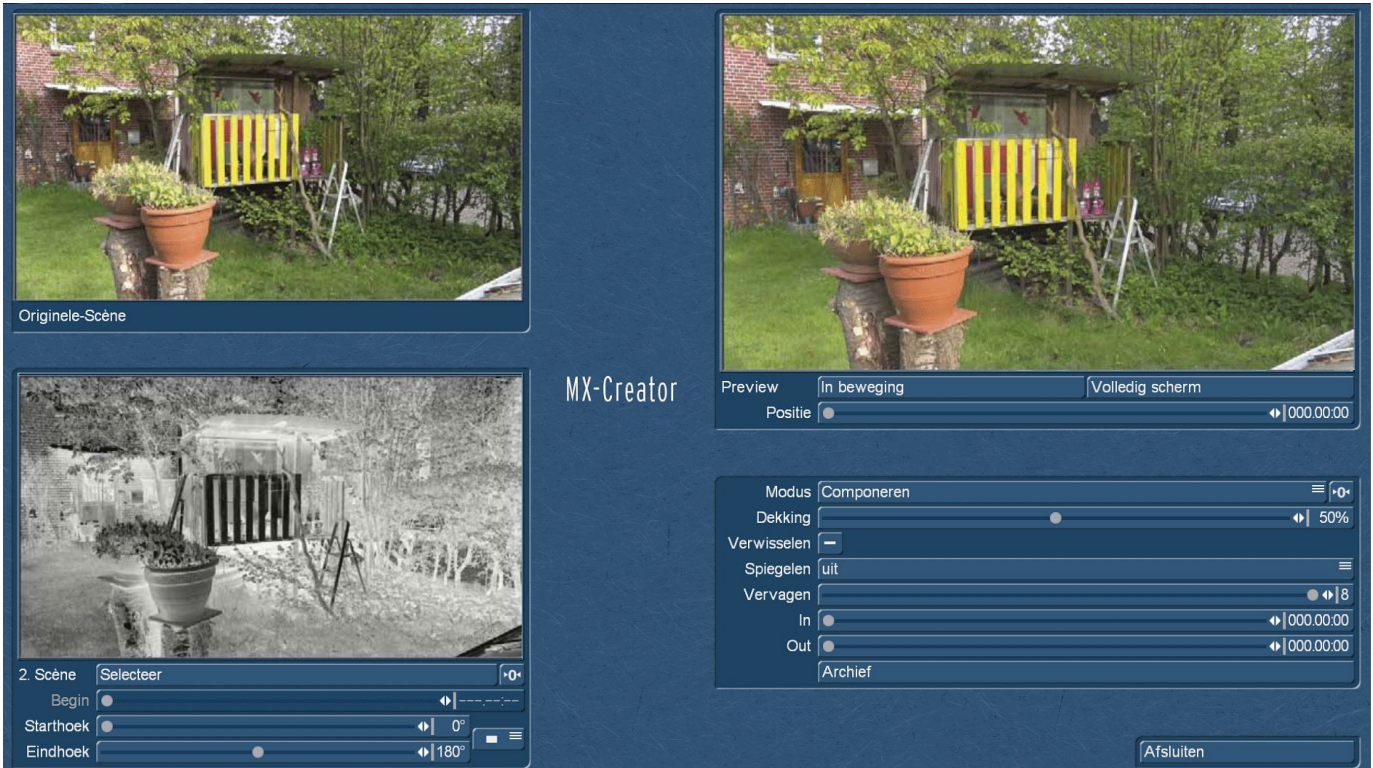 Originele-Scène
MX-Creator
Preview In beweging Volledig scherm
Positie 000.00:00
Modus Componeren 0
Dekking 50%
Verwisselen
Spiegelen uit
Vervagen 8
In 000.00:00
Out 000.00:00
Archief
2. Scène Selecteer 0
Begin ---.--:--
Starthoek 0°
Eindhoek 180°
Afsluiten